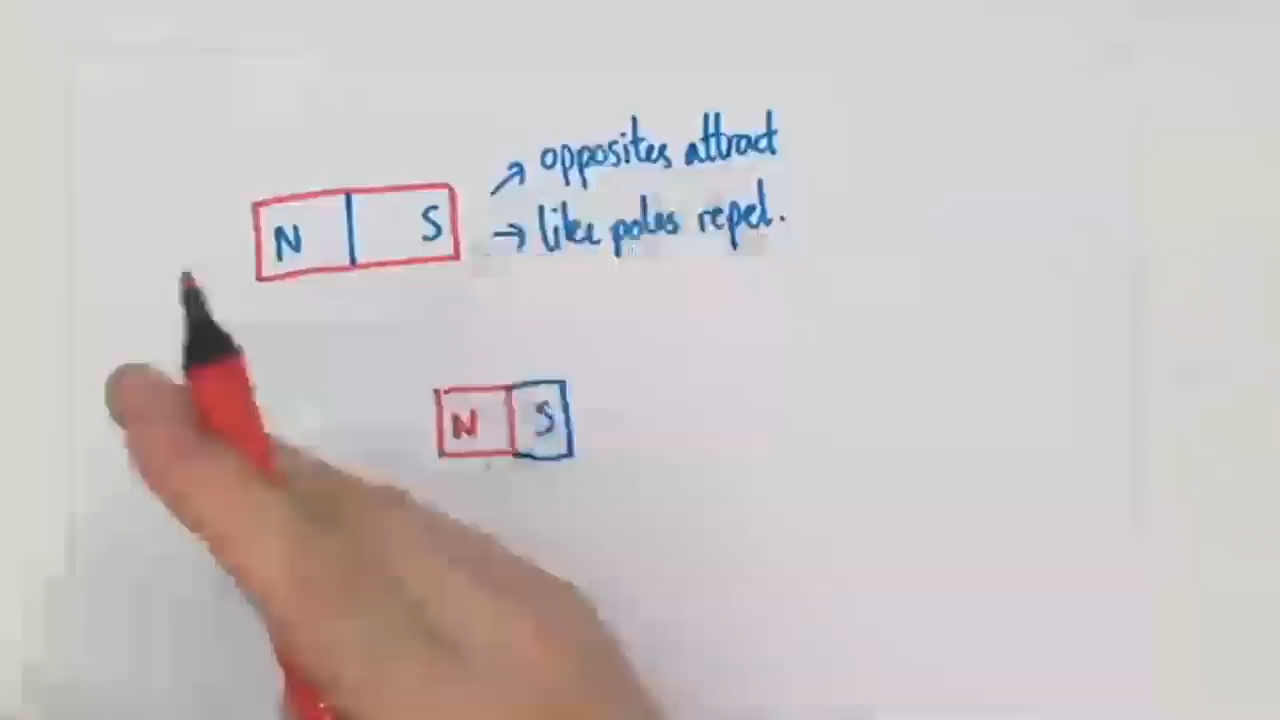 → opposites attract
N S → like poles repel.
N S